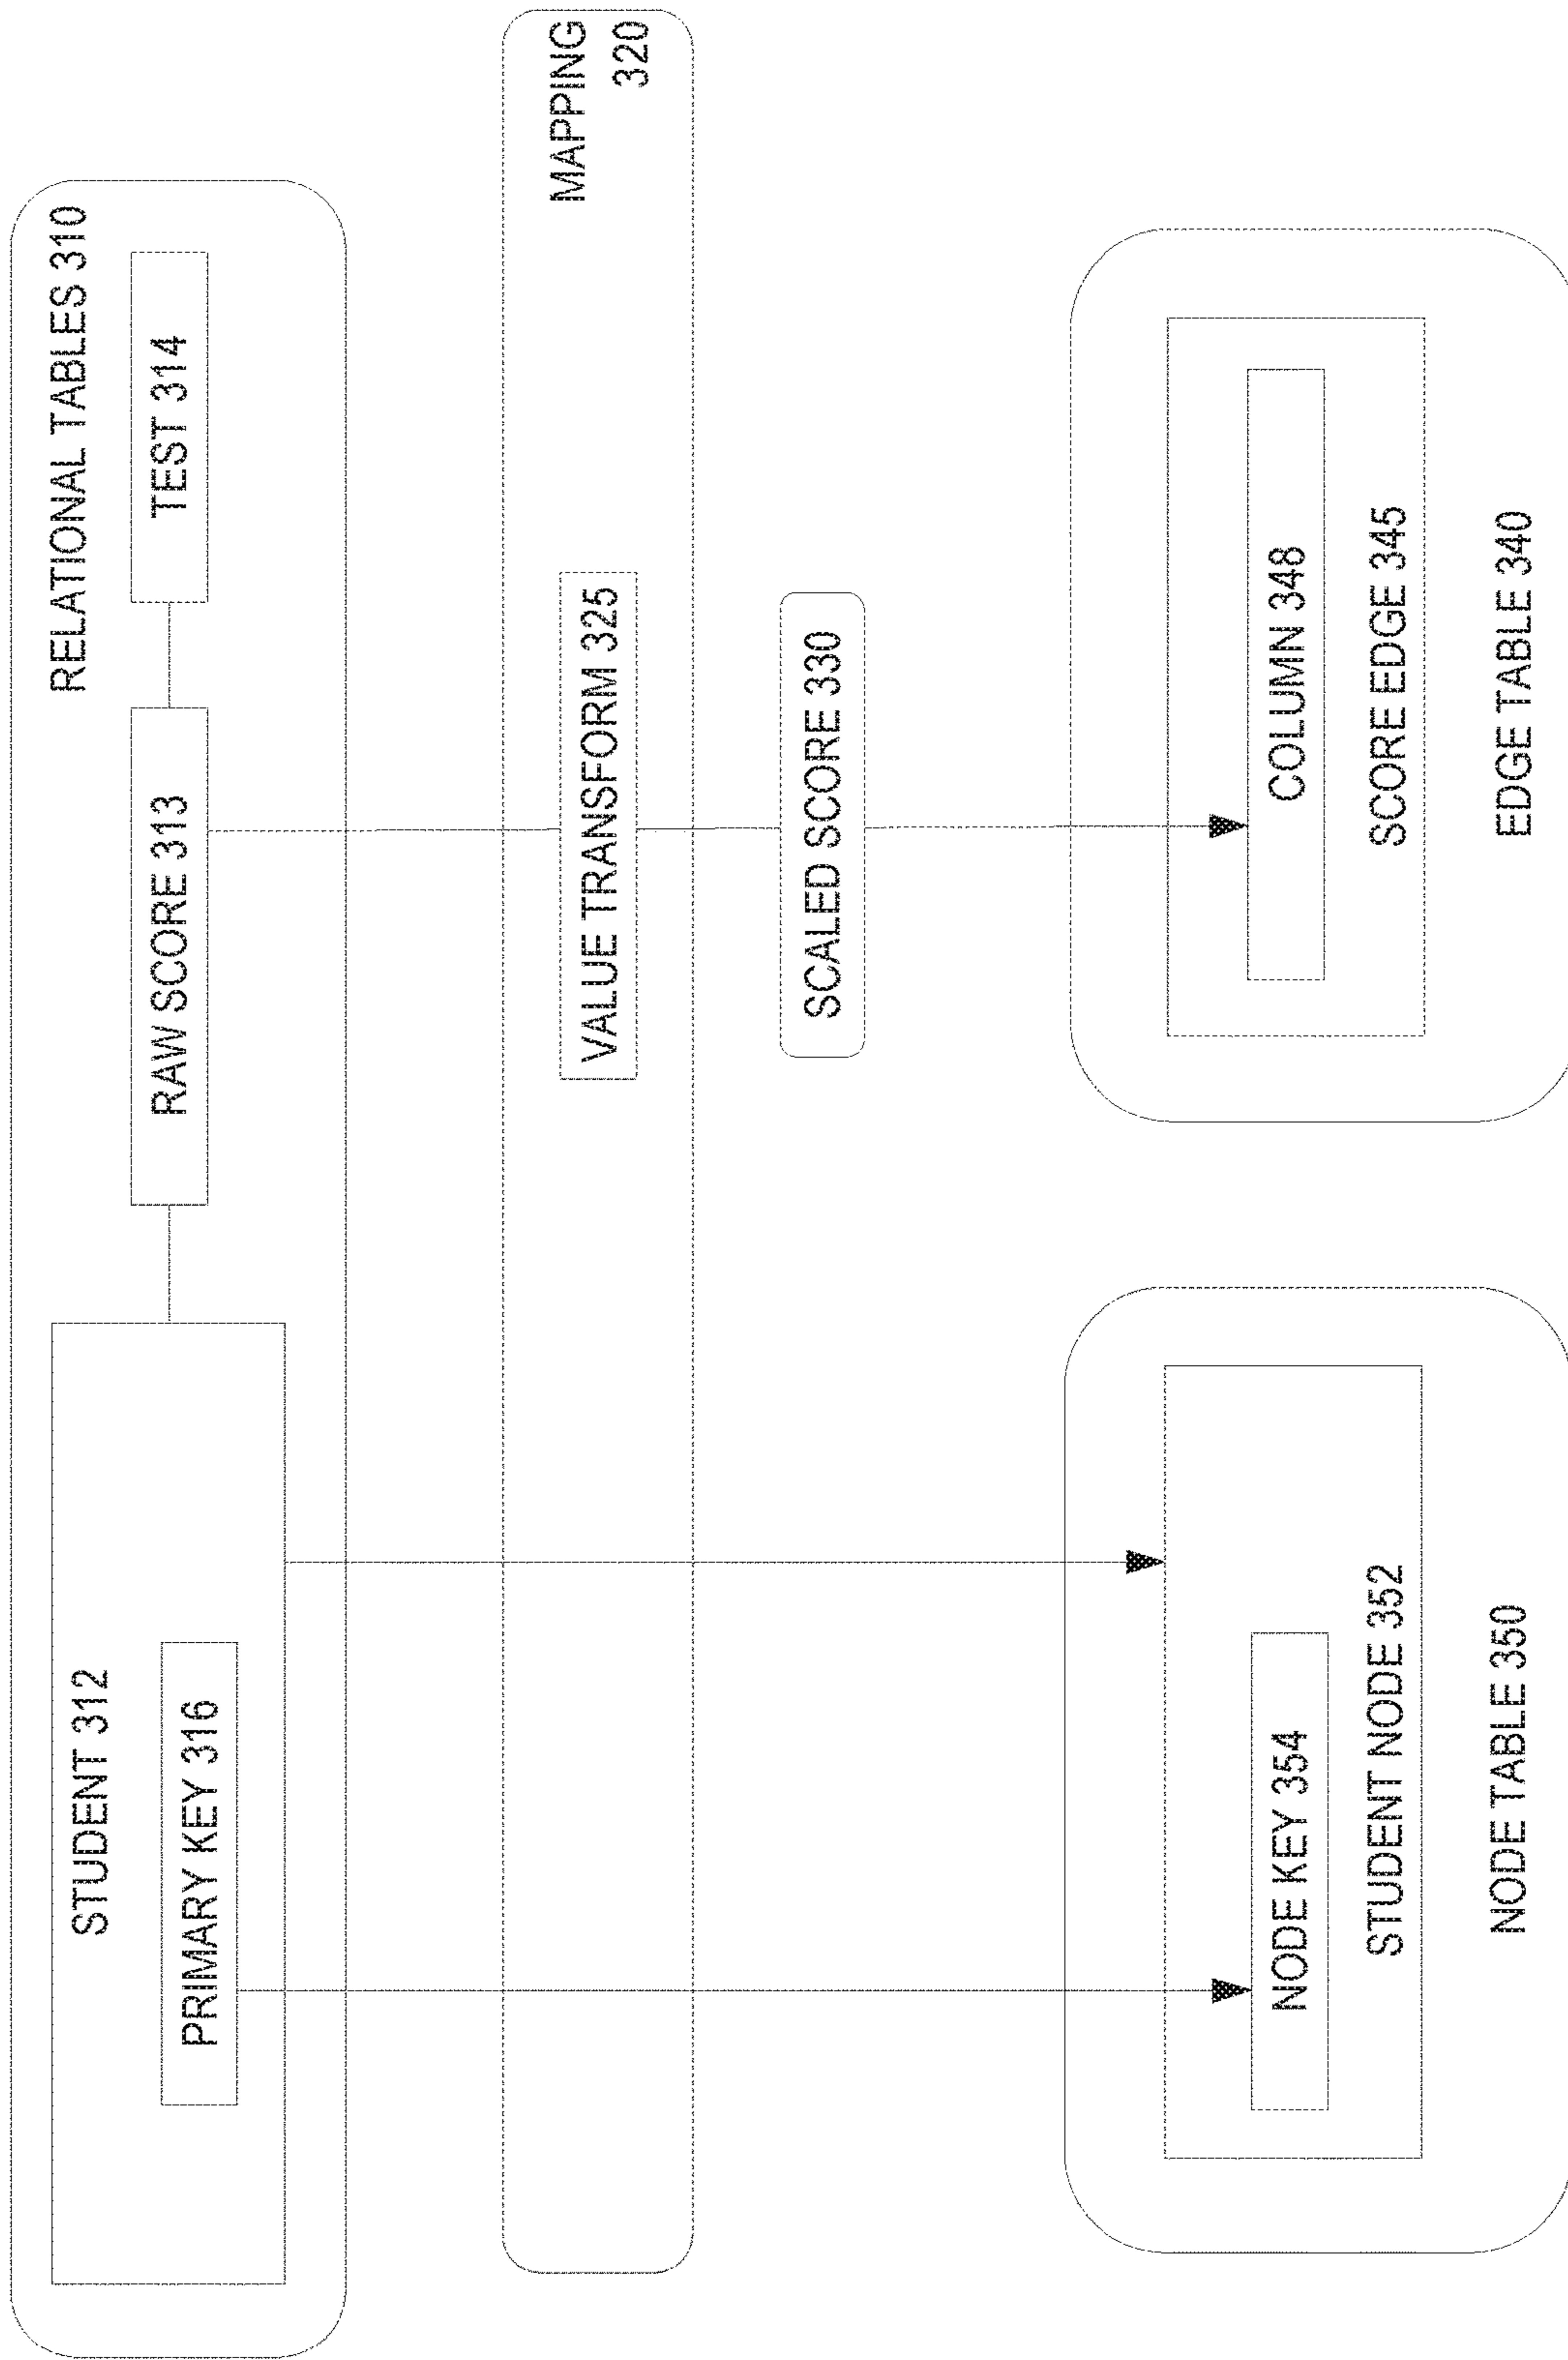 RELATIONAL TABLES 310
STUDENT 312
PRIMARY KEY 316
RAW SCORE 313
TEST 314
MAPPING
320
VALUE TRANSFORM 325
SCALED SCORE 330
NODE KEY 354
STUDENT NODE 352
NODE TABLE 350
COLUMN 348
SCORE EDGE 345
EDGE TABLE 340